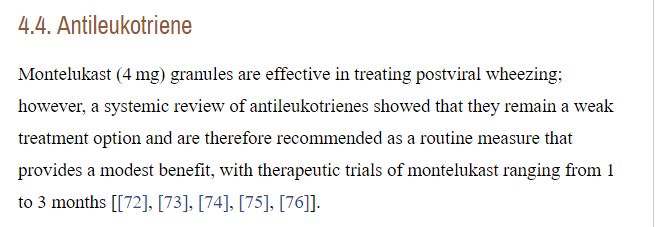 4.4. Antileukotriene
Montelukast (4 mg) granules are effective in treating postviral wheezing;
however, a systemic review of antileukotrienes showed that they remain a weak
treatment option and are therefore recommended as a routine measure that
provides a modest benefit, with therapeutic trials of montelukast ranging from 1
to 3 months [[72], [73], [74], [75], [76]].